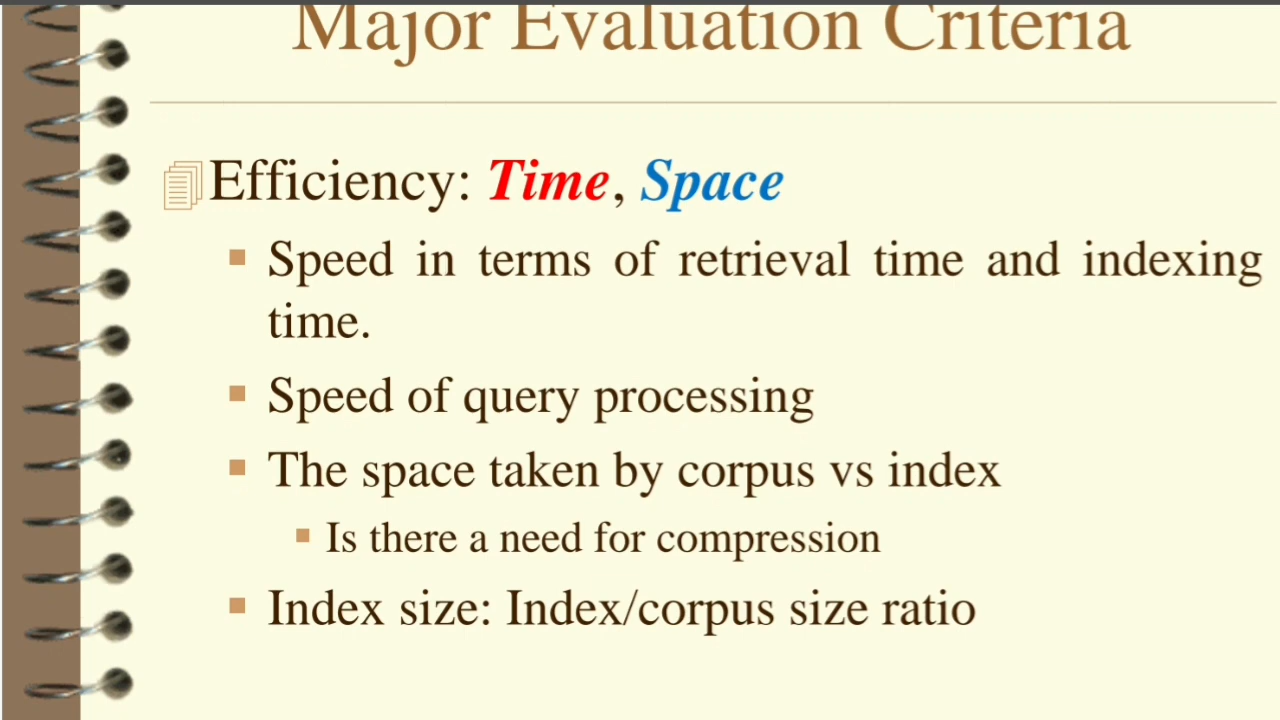 Major Evaluation Criteria
Efficiency: Time, Space
Speed in terms of retrieval time and indexing
time.
Speed of query processing
The space taken by corpus vs index
Is there a need for compression
Index size: Index/corpus size ratio